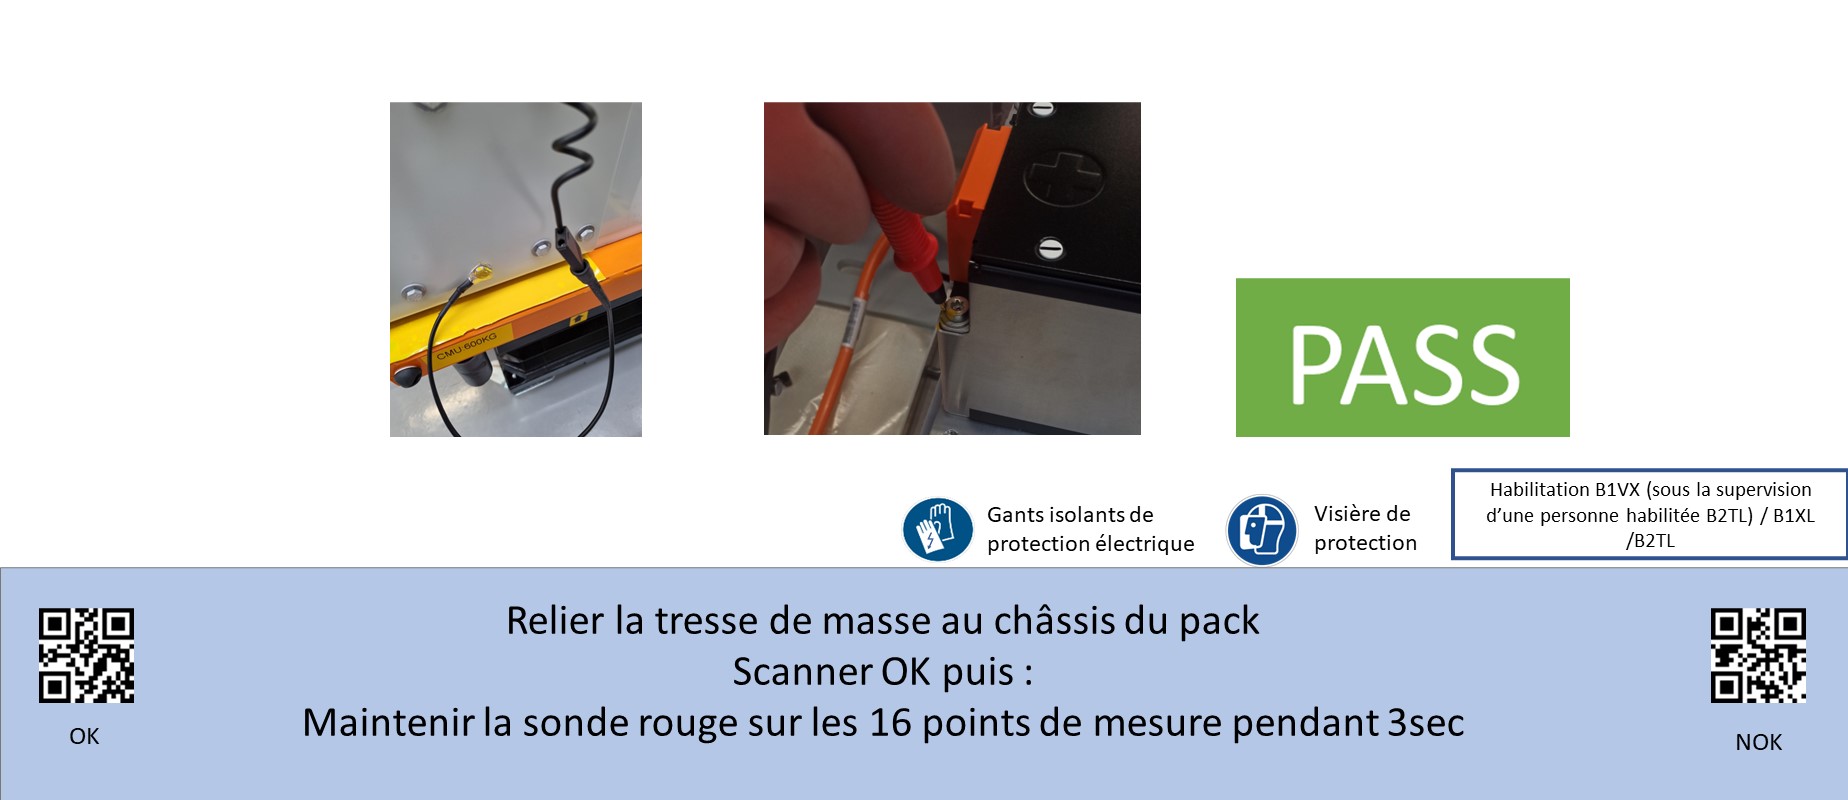 CMU 600KG
PASS
Gants isolants de
protection électrique
Visière de
protection
Habilitation B1VX (sous la supervision
d’une personne habilitée B2TL) / B1XL
/B2TL
Relier la tresse de masse au châssis du pack
Scanner OK puis :
Maintenir la sonde rouge sur les 16 points de mesure pendant 3sec
OK
NOK